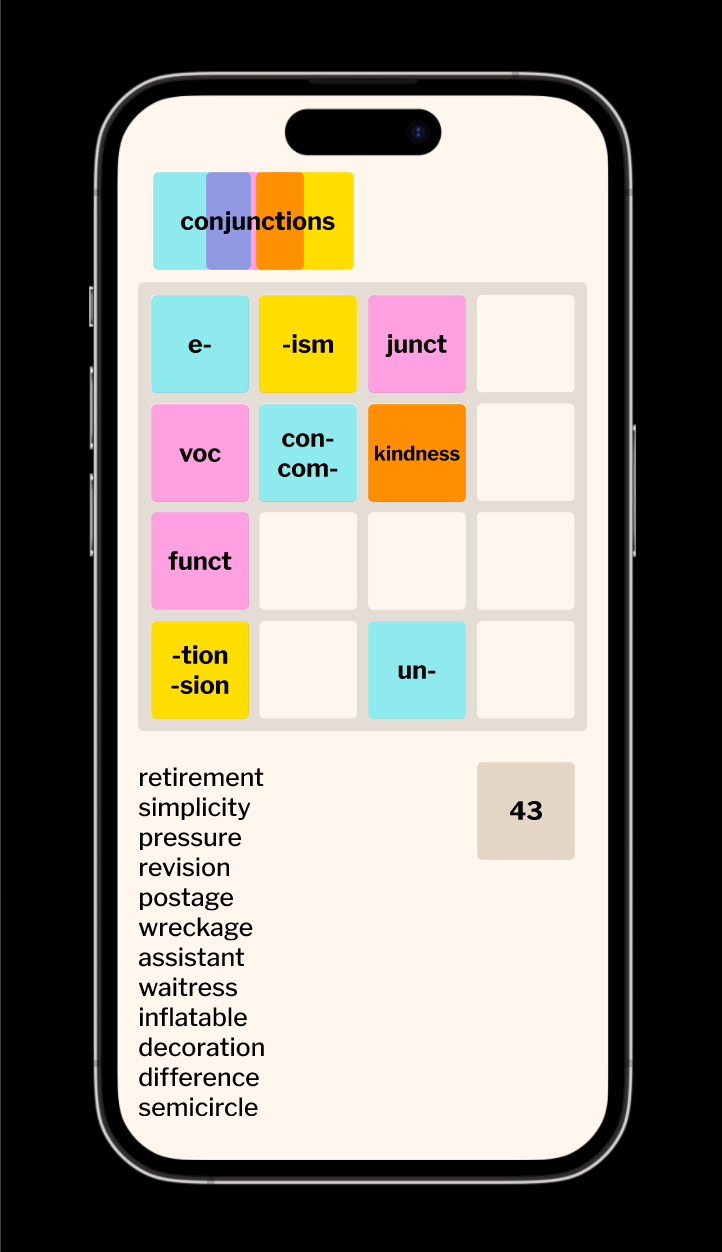 conjunctions
e-
-ism
junct
voc
con-
com-
kindness
funct
-tion
-sion
un-
retirement
simplicity
pressure
revision
postage
wreckage
assistant
waitress
inflatable
decoration
difference
semicircle
43